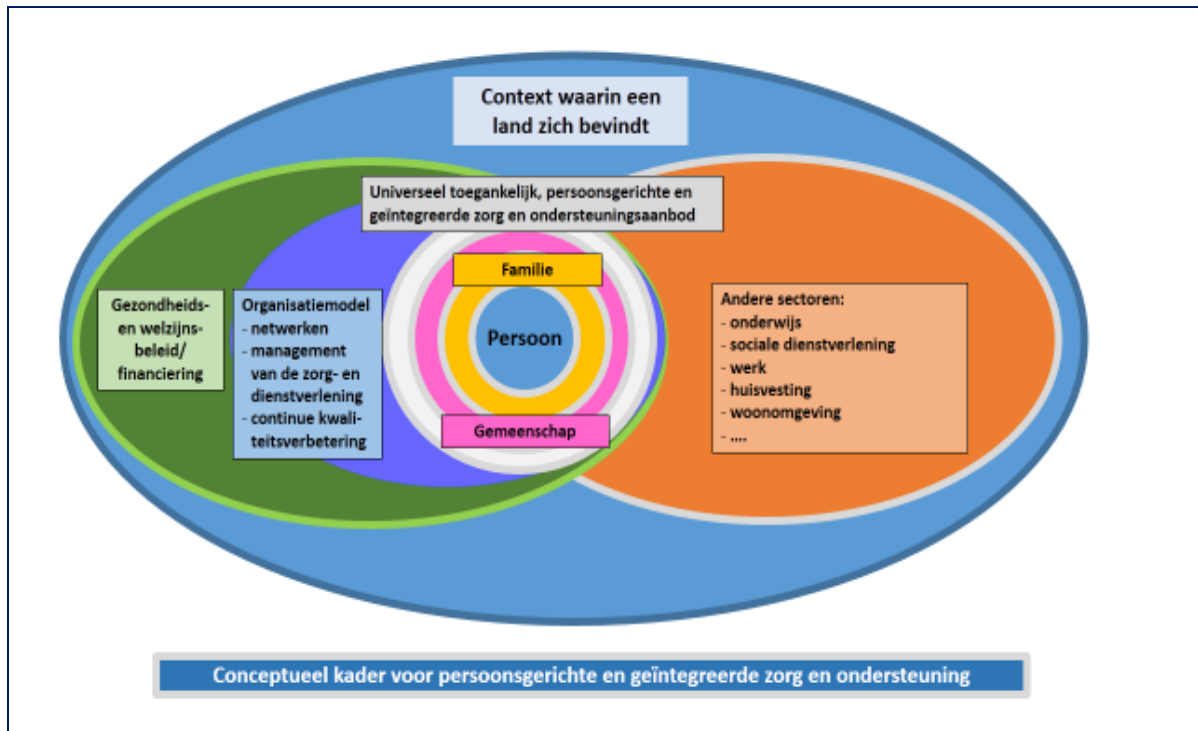 Context waarin een
land zich bevindt
Universeel toegankelijk, persoonsgerichte en
geïntegreerde zorg en ondersteuningsaanbod
Familie
Persoon
Gemeenschap
Gezondheids-
en welzijns-
beleid/
financiering
Organisatiemodel
- netwerken
- management
van de zorg- en
dienstverlening
- continue kwali-
teitsverbetering
Andere sectoren:
- onderwijs
- sociale dienstverlening
- werk
- huisvesting
- woonomgeving
- ....
Conceptueel kader voor persoonsgerichte en geïntegreerde zorg en ondersteuning